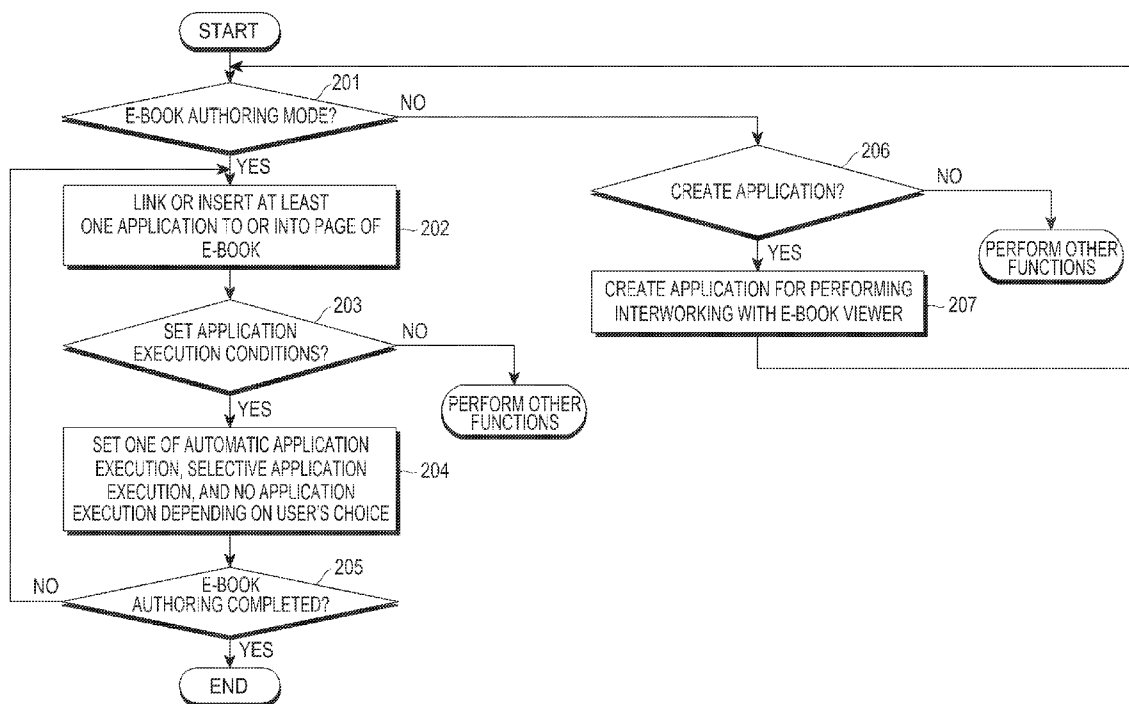 START
201
E-BOOK AUTHORING MODE?
NO
YES
LINK OR INSERT AT LEAST
ONE APPLICATION TO OR INTO PAGE OF
E-BOOK
202
203
SET APPLICATION
EXECUTION CONDITIONS?
NO
PERFORM OTHER
FUNCTIONS
YES
SET ONE OF AUTOMATIC APPLICATION
EXECUTION, SELECTIVE APPLICATION
EXECUTION, AND NO APPLICATION
EXECUTION DEPENDING ON USER'S CHOICE
204
205
E-BOOK
AUTHORING COMPLETED?
NO
YES
END
206
CREATE APPLICATION?
NO
PERFORM OTHER
FUNCTIONS
YES
CREATE APPLICATION FOR PERFORMING
INTERWORKING WITH E-BOOK VIEWER
207